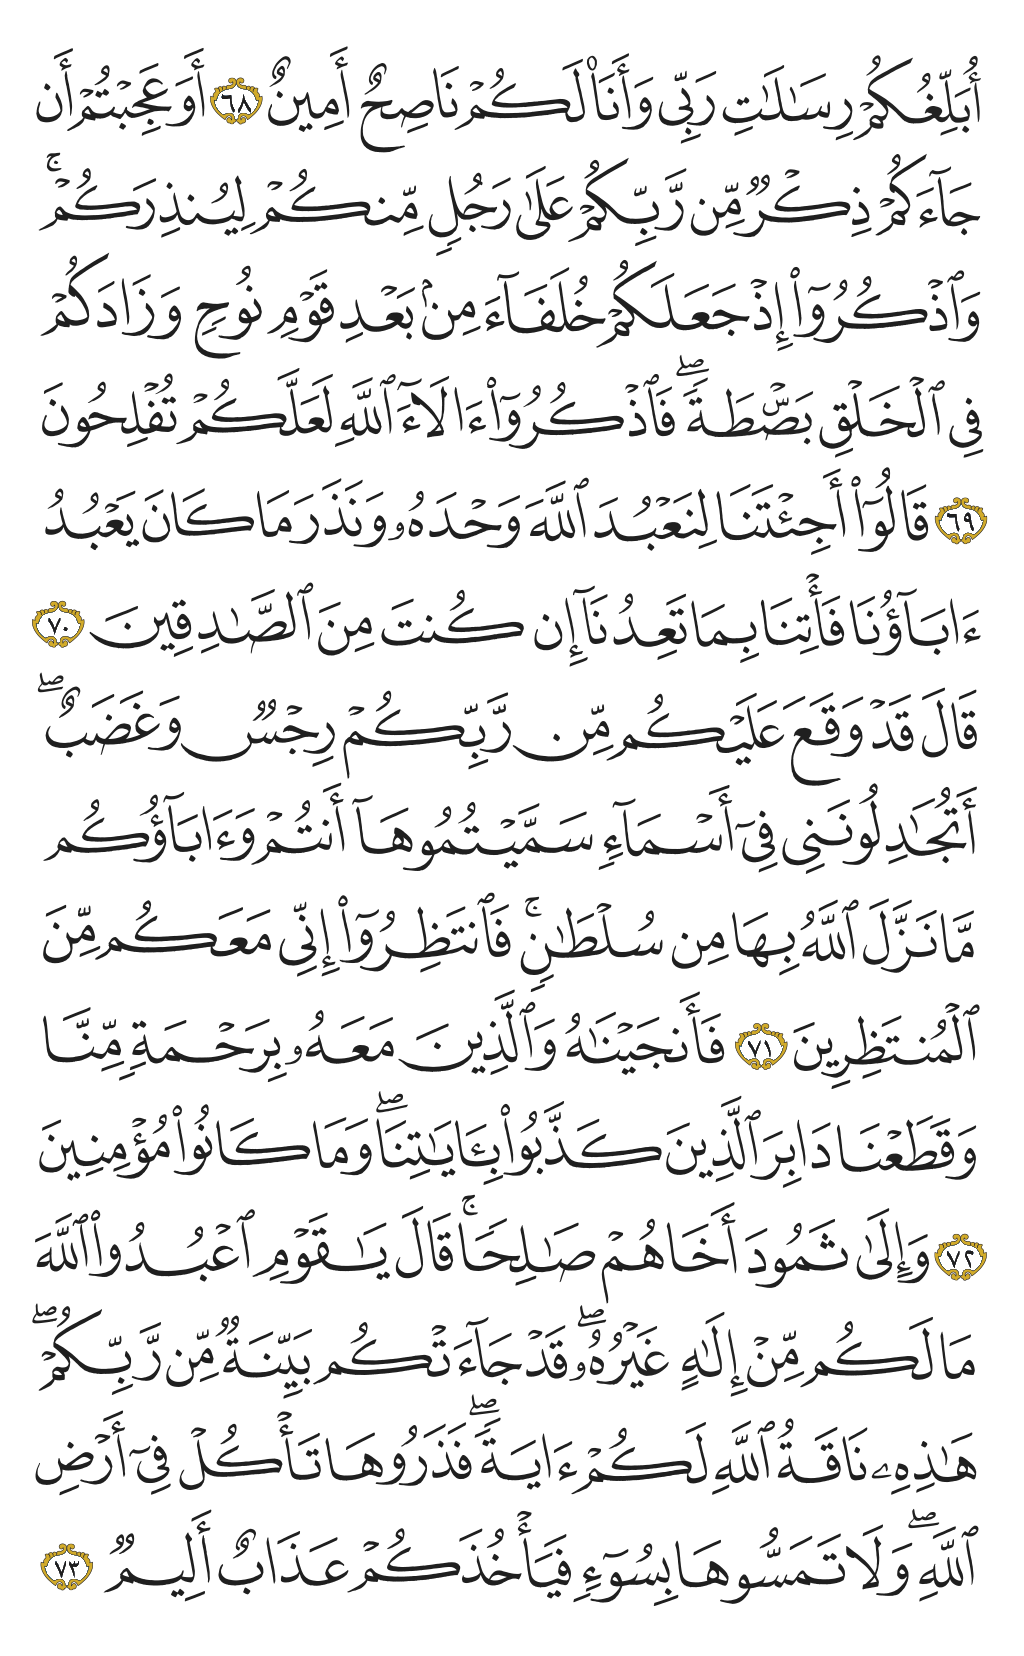 أُبَلِّغُكُمْ رِسَـٰلَـٰتِ رَبِّى وَأَنَا۠ لَكُمْ نَاصِحٌ أَمِينٌ ٦٨ أَوَعَجِبْتُمْ أَن
جَآءَكُمْ ذِكْرٌ مِّن رَّبِّكُمْ عَلَىٰ رَجُلٍ مِّنكُمْ لِيُنذِرَكُمْ ۚ
وَٱذْكُرُوٓا۟ إِذْ جَعَلَكُمْ خُلَفَآءَ مِنۢ بَعْدِ قَوْمِ نُوحٍ وَزَادَكُمْ
فِى ٱلْخَلْقِ بَصْۜطَةً ۖ فَٱذْكُرُوٓا۟ ءَالَآءَ ٱللَّهِ لَعَلَّكُمْ تُفْلِحُونَ
٦٩ قَالُوٓا۟ أَجِئْتَنَا لِنَعْبُدَ ٱللَّهَ وَحْدَهُۥ وَنَذَرَ مَا كَانَ يَعْبُدُ
ءَابَآؤُنَا فَأْتِنَا بِمَا تَعِدُنَآ إِن كُنتَ مِنَ ٱلصَّـٰدِقِينَ ٧٠
قَالَ قَدْ وَقَعَ عَلَيْكُم مِّن رَّبِّكُمْ رِجْسٌ وَغَضَبٌ ۖ
أَتُجَـٰدِلُونَنِى فِىٓ أَسْمَآءٍ سَمَّيْتُمُوهَآ أَنتُمْ وَءَابَآؤُكُم
مَّا نَزَّلَ ٱللَّهُ بِهَا مِن سُلْطَـٰنٍ ۚ فَٱنتَظِرُوٓا۟ إِنِّى مَعَكُم مِّنَ
ٱلْمُنتَظِرِينَ ٧١ فَأَنجَيْنَـٰهُ وَٱلَّذِينَ مَعَهُۥ بِرَحْمَةٍ مِّنَّا
وَقَطَعْنَا دَابِرَ ٱلَّذِينَ كَذَّبُوا۟ بِـَٔايَـٰتِنَا ۖ وَمَا كَانُوا۟ مُؤْمِنِينَ
٧٢ وَإِلَىٰ ثَمُودَ أَخَاهُمْ صَـٰلِحًا ۚ قَالَ يَـٰقَوْمِ ٱعْبُدُوا۟ ٱللَّهَ
مَا لَكُم مِّنْ إِلَـٰهٍ غَيْرُهُۥ ۖ قَدْ جَآءَتْكُم بَيِّنَةٌ مِّن رَّبِّكُمْ ۖ
هَـٰذِهِۦ نَاقَةُ ٱللَّهِ لَكُمْ ءَايَةً ۖ فَذَرُوهَا تَأْكُلْ فِىٓ أَرْضِ
ٱللَّهِ ۖ وَلَا تَمَسُّوهَا بِسُوٓءٍ فَيَأْخُذَكُمْ عَذَابٌ أَلِيمٌ ٧٣